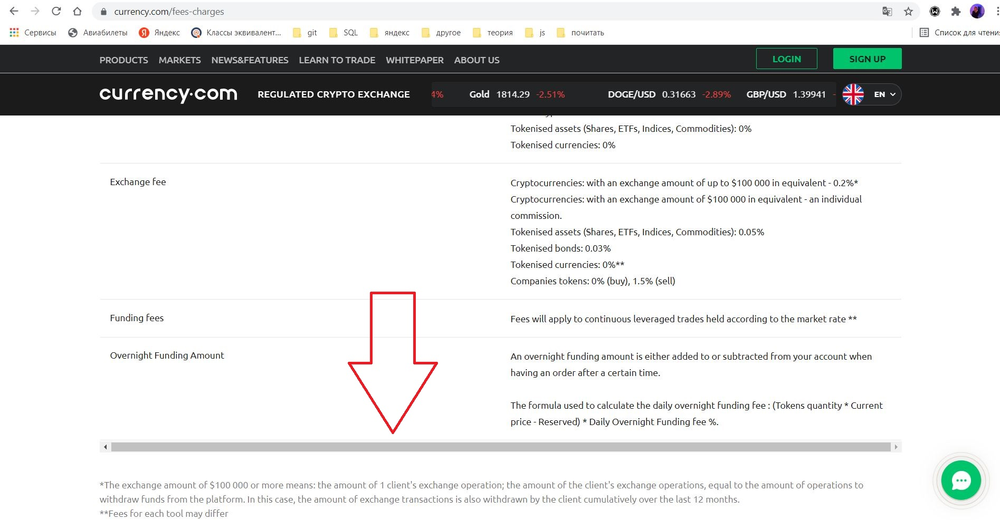 currency.com/fees-charges
Сервисы Авиабилеты Яндекс Классы эквивалент... git SQL яндекс другое теория js почитать Список для чтени
PRODUCTS MARKETS NEWS&FEATURES LEARN TO TRADE WHITEPAPER ABOUT US LOGIN SIGN UP
currency.com REGULATED CRYPTO EXCHANGE 4% Gold 1814.29 -2.51% DOGE/USD 0.31663 -2.89% GBP/USD 1.39941 - EN
Tokenised assets (Shares, ETFs, Indices, Commodities): 0%
Tokenised currencies: 0%
Exchange fee
Cryptocurrencies: with an exchange amount of up to $100 000 in equivalent - 0.2%*
Cryptocurrencies: with an exchange amount of $100 000 in equivalent - an individual
commission.
Tokenised assets (Shares, ETFs, Indices, Commodities): 0.05%
Tokenised bonds: 0.03%
Tokenised currencies: 0%**
Companies tokens: 0% (buy), 1.5% (sell)
Funding fees
Fees will apply to continuous leveraged trades held according to the market rate **
Overnight Funding Amount
An overnight funding amount is either added to or subtracted from your account when
having an order after a certain time.
The formula used to calculate the daily overnight funding fee : (Tokens quantity * Current
price - Reserved) * Daily Overnight Funding fee %.
*The exchange amount of $100 000 or more means: the amount of 1 client's exchange operation; the amount of the client's exchange operations, equal to the amount of operations to
withdraw funds from the platform. In this case, the amount of exchange transactions is also withdrawn by the client cumulatively over the last 12 months.
**Fees for each tool may differ